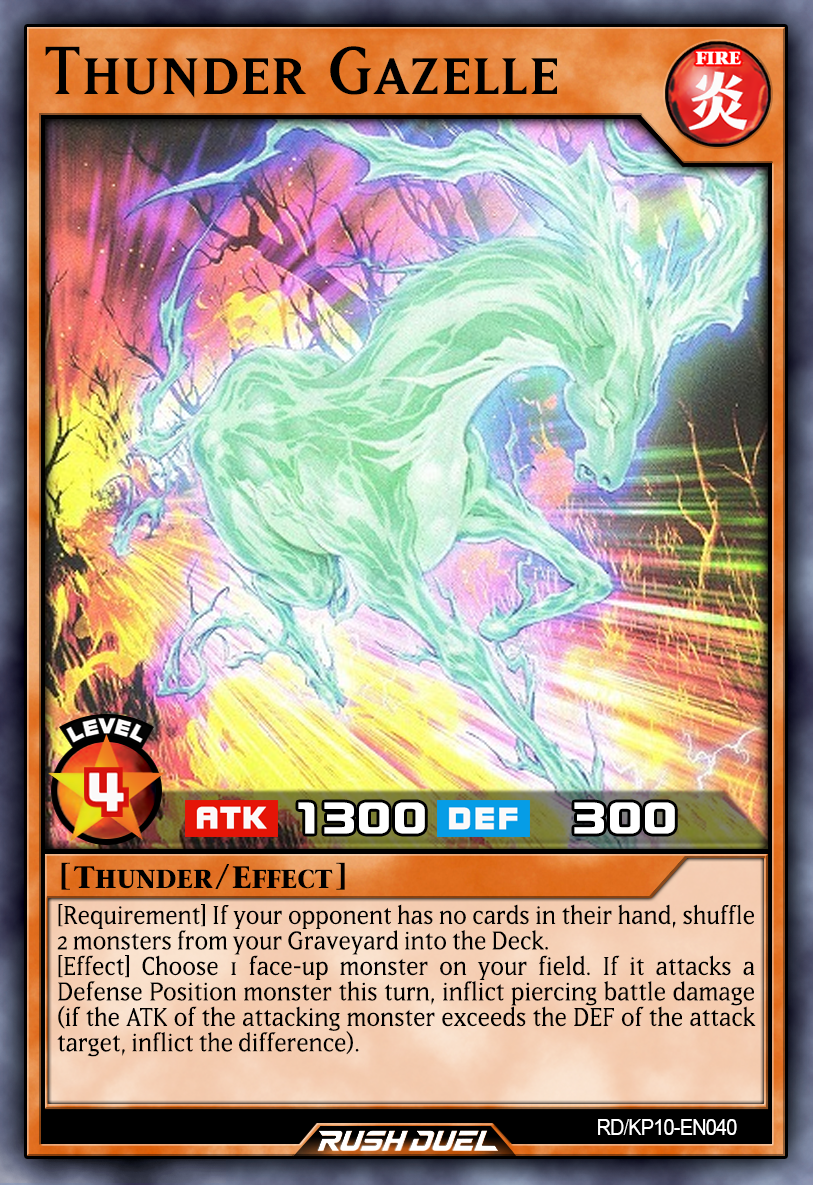 THUNDER GAZELLE
FIRE
炎
LEVEL
4
ATK 1300 DEF 300
[THUNDER/EFFECT]
[Requirement] If your opponent has no cards in their hand, shuffle
2 monsters from your Graveyard into the Deck.
[Effect] Choose 1 face-up monster on your field. If it attacks a
Defense Position monster this turn, inflict piercing battle damage
(if the ATK of the attacking monster exceeds the DEF of the attack
target, inflict the difference).
RUSH DUEL
RD/KP10-EN040